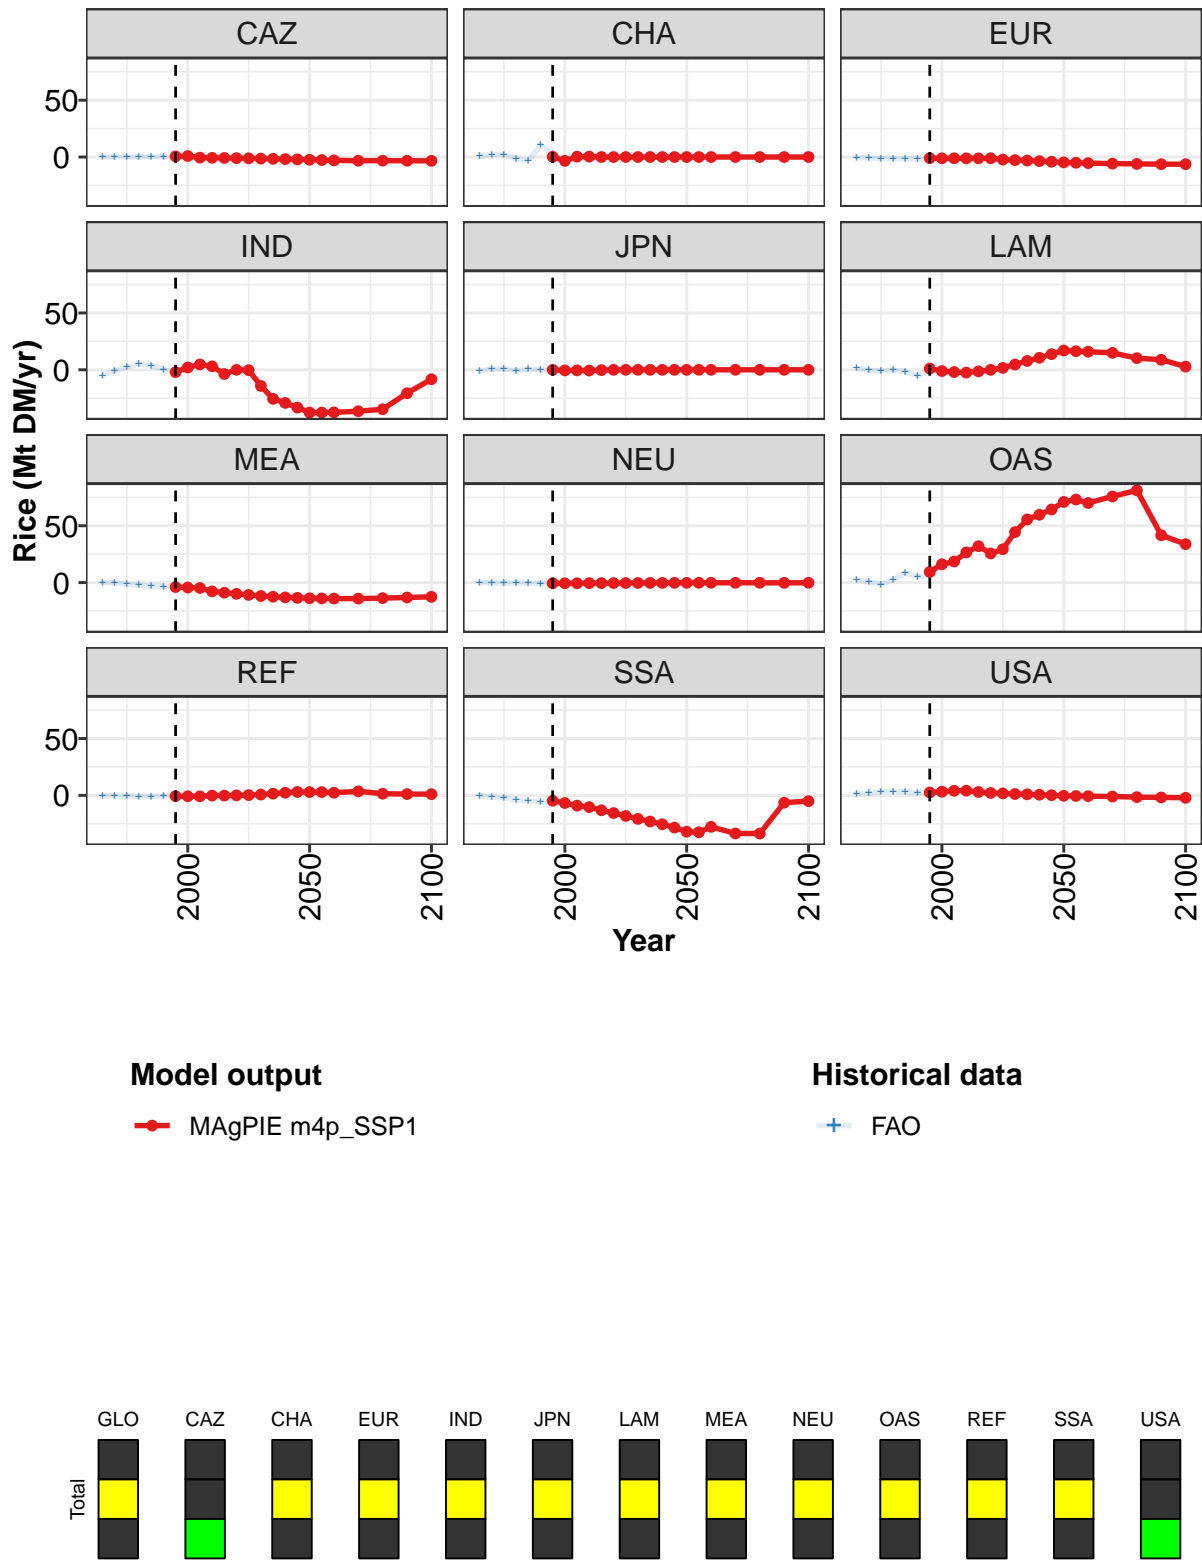 CAZ CHA EUR
50
0
IND JPN LAM
50
0
MEA NEU OAS
50
0
REF SSA USA
50
0
Rice (Mt DM/yr)
2000 2050 2100 2000 2050 2100 2000 2050 2100
Year
Model output Historical data
MAgPIE m4p_SSP1 FAO
GLO CAZ CHA EUR IND JPN LAM MEA NEU OAS REF SSA USA
Total